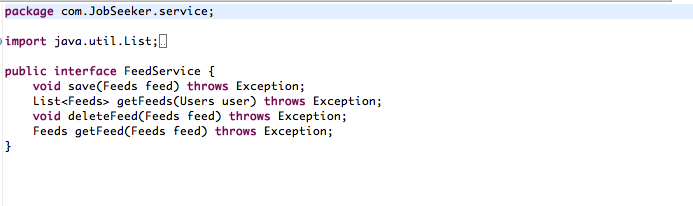 package com.JobSeeker.service;
import java.util.List;
public interface FeedService {
void save(Feeds feed) throws Exception;
List<Feeds> getFeeds(Users user) throws Exception;
void deleteFeed(Feeds feed) throws Exception;
Feeds getFeed(Feeds feed) throws Exception;
}